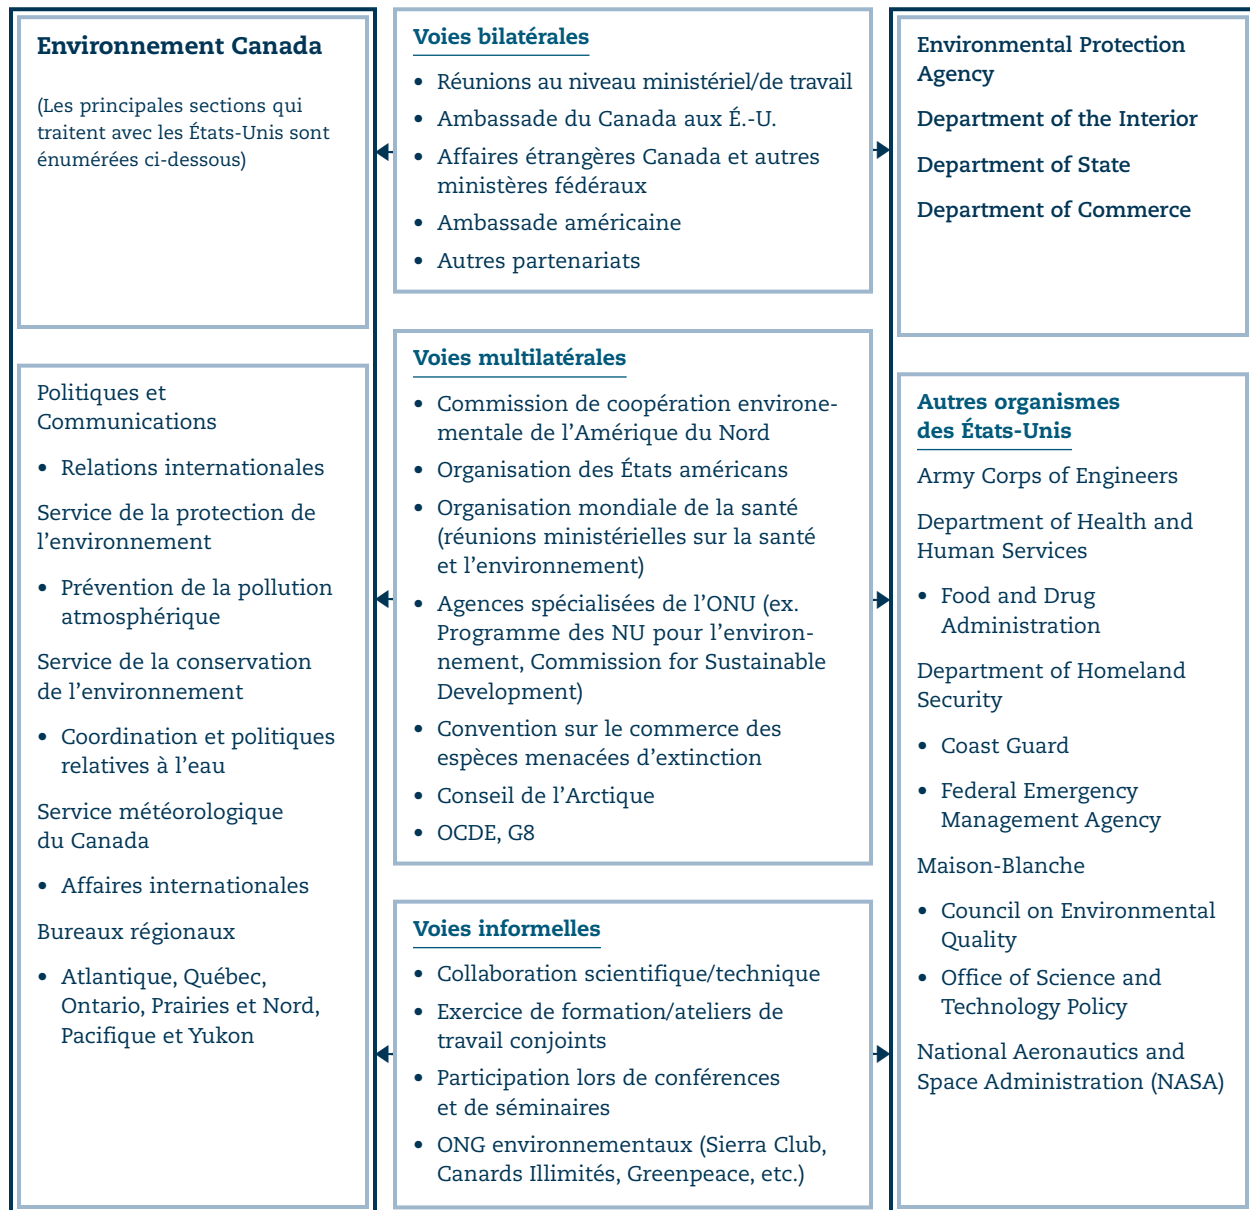 Environnement Canada
(Les principales sections qui
traitent avec les États-Unis sont
énumérées ci-dessous)
Politiques et
Communications
• Relations internationales
Service de la protection de
l'environnement
• Prévention de la pollution
atmosphérique
Service de la conservation
de l'environnement
• Coordination et politiques
relatives à l'eau
Service météorologique
du Canada
• Affaires internationales
Bureaux régionaux
• Atlantique, Québec,
Ontario, Prairies et Nord,
Pacifique et Yukon
Voies bilatérales
• Réunions au niveau ministériel/de travail
• Ambassade du Canada aux É.-U.
• Affaires étrangères Canada et autres
ministères fédéraux
• Ambassade américaine
• Autres partenariats
Voies multilatérales
• Commission de coopération environe-
mentale de l'Amérique du Nord
• Organisation des États américans
• Organisation mondiale de la santé
(réunions ministérielles sur la santé
et l'environnement)
• Agences spécialisées de l'ONU (ex.
Programme des NU pour l'environ-
nement, Commission for Sustainable
Development)
• Convention sur le commerce des
espèces menacées d'extinction
• Conseil de l'Arctique
• OCDE, G8
Voies informelles
• Collaboration scientifique/technique
• Exercice de formation/ateliers de
travail conjoints
• Participation lors de conférences
et de séminaires
• ONG environnementaux (Sierra Club,
Canards Illimités, Greenpeace, etc.)
Environmental Protection
Agency
Department of the Interior
Department of State
Department of Commerce
Autres organismes
des États-Unis
Army Corps of Engineers
Department of Health and
Human Services
• Food and Drug
Administration
Department of Homeland
Security
• Coast Guard
• Federal Emergency
Management Agency
Maison-Blanche
• Council on Environmental
Quality
• Office of Science and
Technology Policy
National Aeronautics and
Space Administration (NASA)